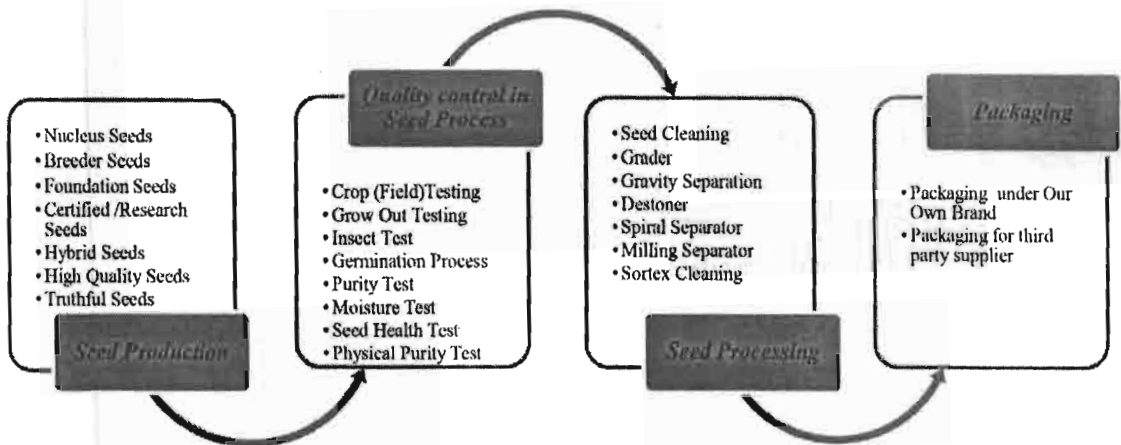 • Nucleus Seeds
• Breeder Seeds
• Foundation Seeds
• Certified /Research
Seeds
• Hybrid Seeds
• High Quality Seeds
• Truthful Seeds
Seed Production
Quality control in
Seed Process
• Crop (Field)Testing
• Grow Out Testing
• Insect Test
• Germination Process
• Purity Test
• Moisture Test
• Seed Health Test
• Physical Purity Test
• Seed Cleaning
• Grader
• Gravity Separation
• Destoner
• Spiral Separator
• Milling Separator
• Sortex Cleaning
Seed Processing
Packaging
• Packaging under Our
Own Brand
• Packaging for third
party supplier